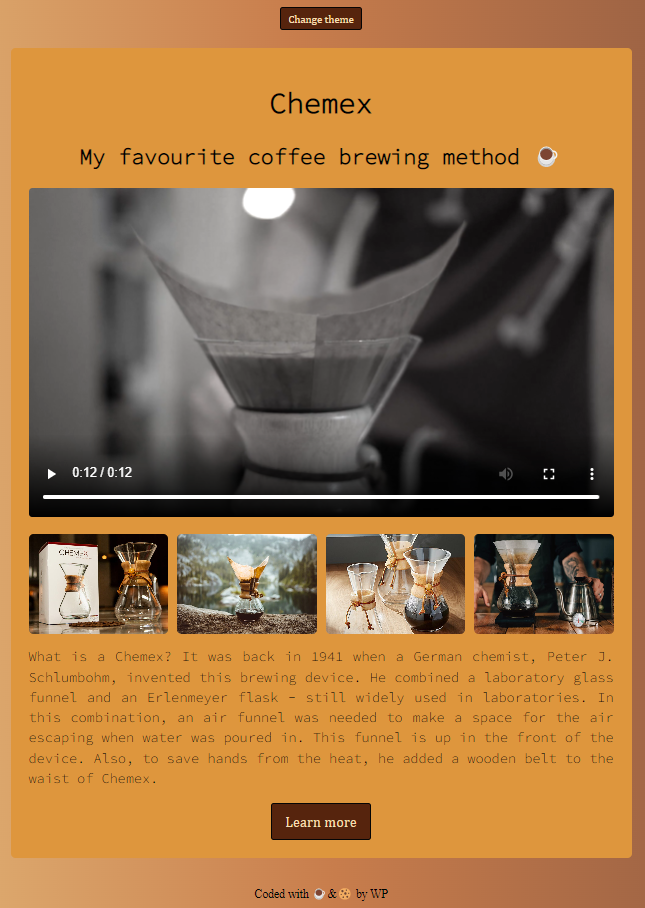 Change theme
Chemex
My favourite coffee brewing method ☕
0:12 / 0:12
CHEMEX
What is a Chemex? It was back in 1941 when a German chemist, Peter J.
Schlumbohm, invented this brewing device. He combined a laboratory glass
funnel and an Erlenmeyer flask – still widely used in laboratories. In
this combination, an air funnel was needed to make a space for the air
escaping when water was poured in. This funnel is up in the front of the
device. Also, to save hands from the heat, he added a wooden belt to the
waist of Chemex.
Learn more
Coded with ☕ & 🍪 by WP